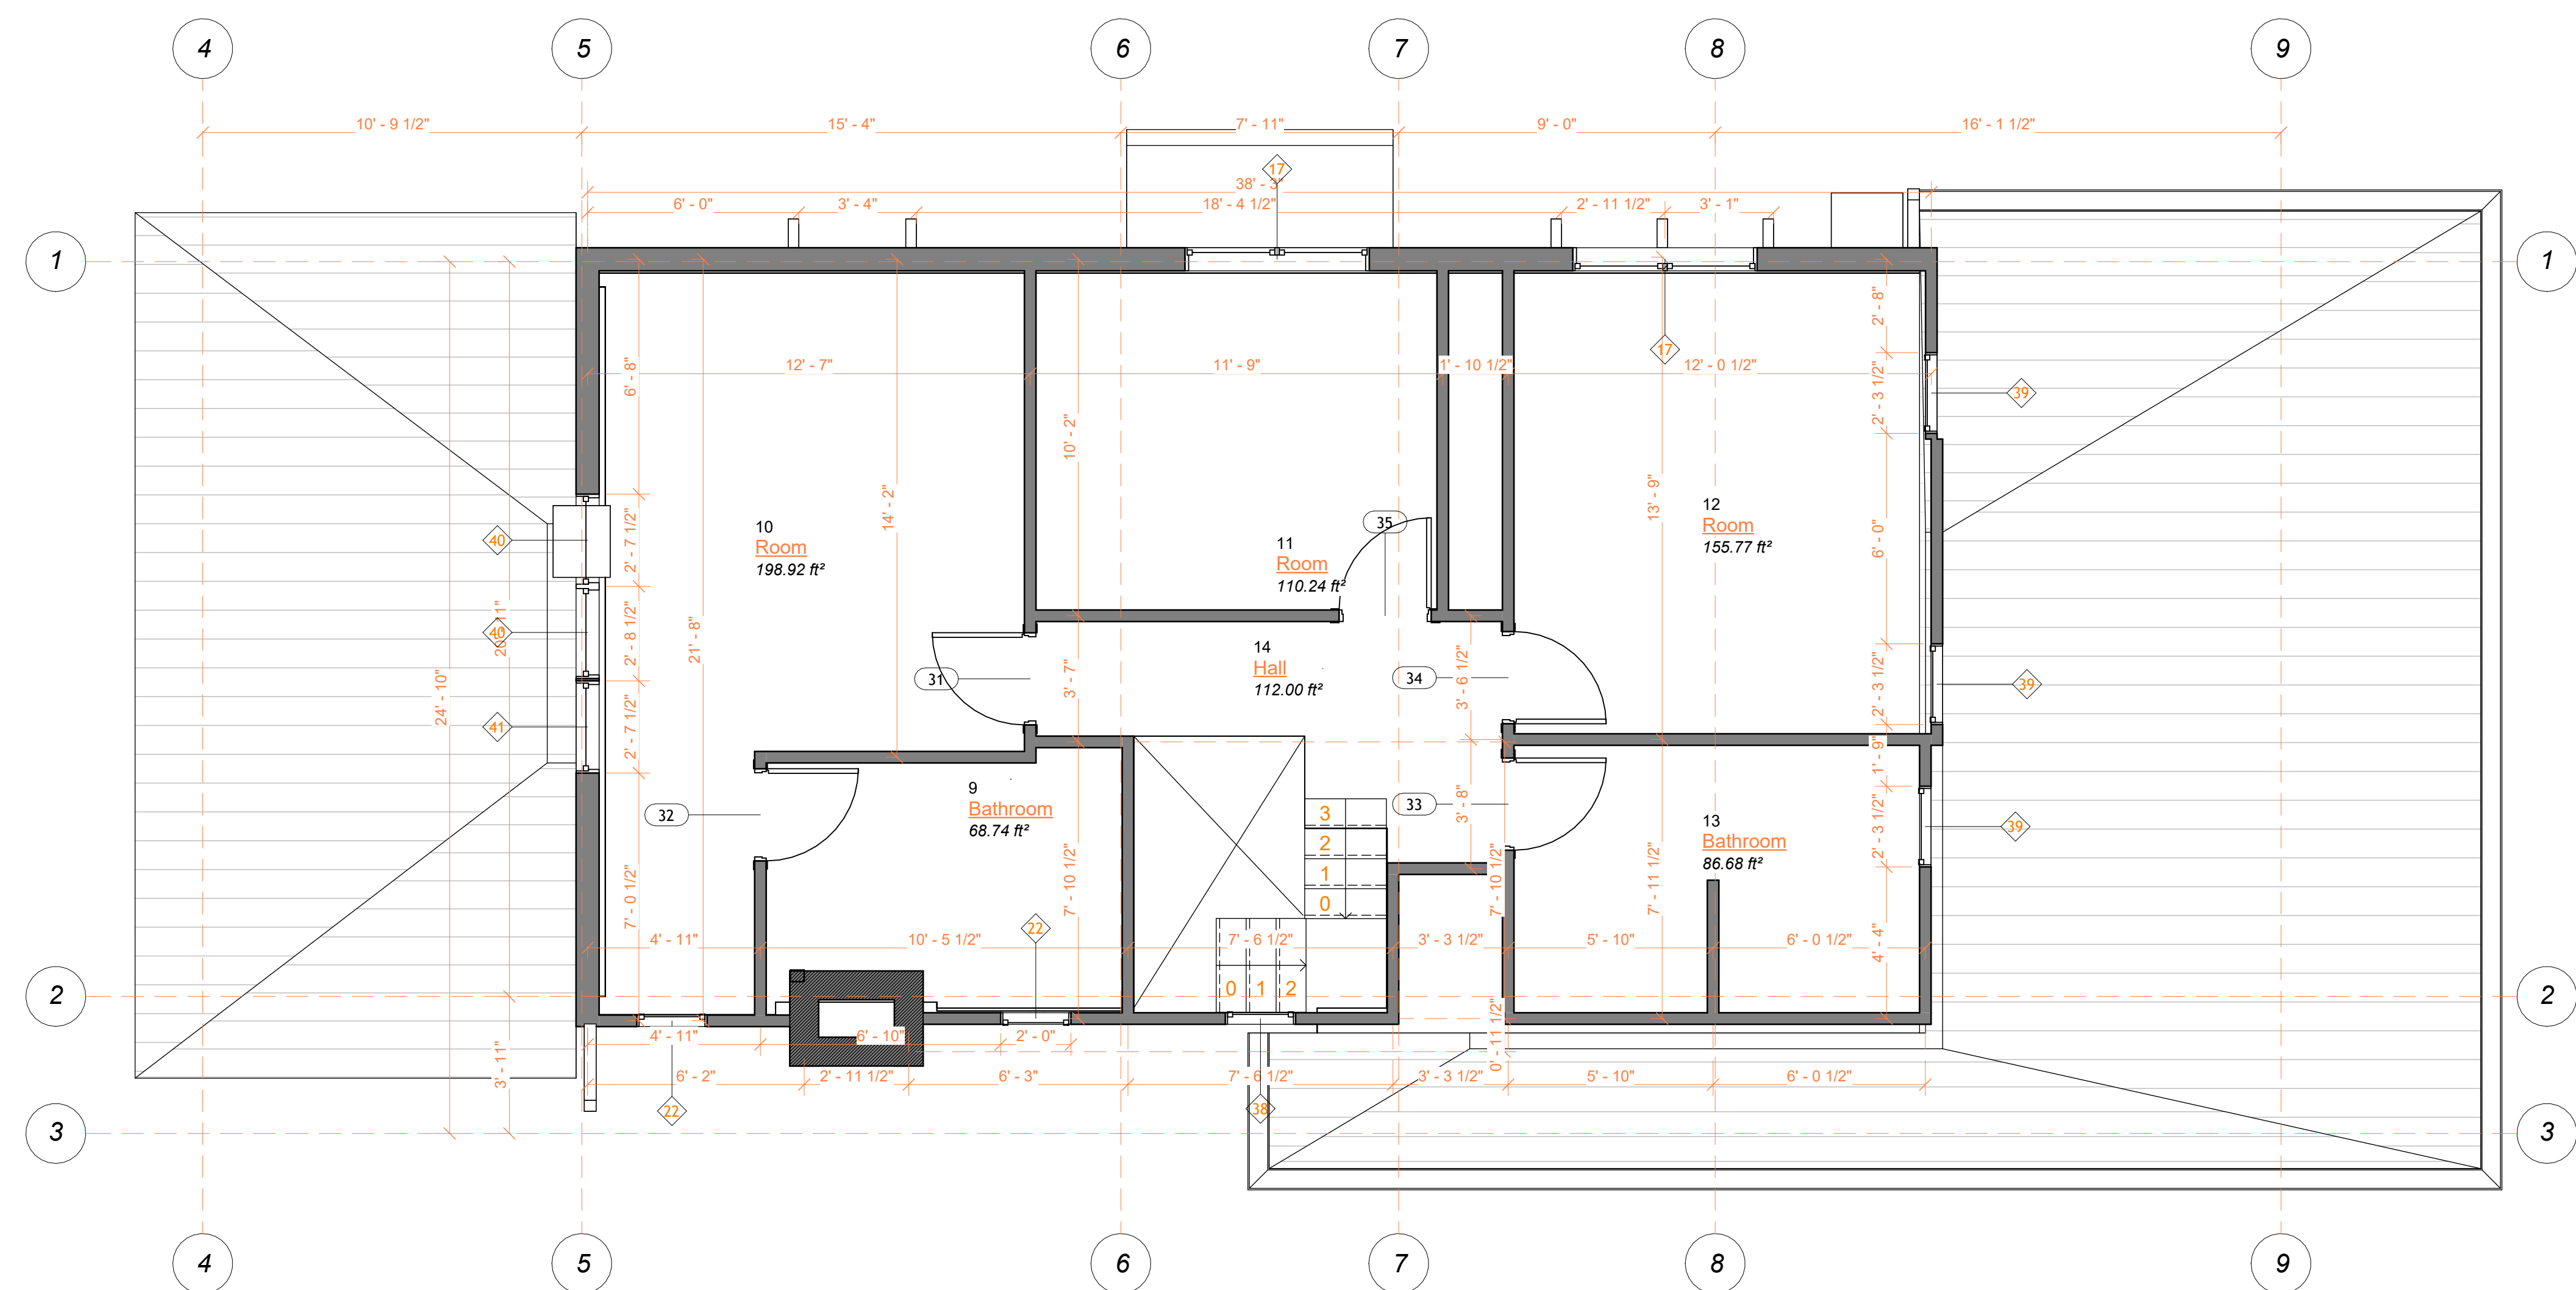 4 5 6 7 8 9
10' - 9 1/2" 15' - 4" 7' - 11" 9' - 0" 16' - 1 1/2"
17
38' - 3"
6' - 0" 3' - 4" 18' - 4 1/2" 2' - 11 1/2" 3' - 1"
1 1
2' - 8"
17
12' - 7" 11' - 9" 1' - 10 1/2" 12' - 0 1/2"
6' - 8"
2' - 3 1/2"
39
10' - 2"
14' - 2"
13' - 9"
12
Room
155.77 ft²
10
Room
198.92 ft²
35
11
Room
110.24 ft²
40
2' - 7 1/2"
6' - 0"
40
2' - 8 1/2"
21' - 8"
24' - 10"
14
Hall
112.00 ft²
31
3' - 7"
34
3' - 6 1/2"
2' - 3 1/2"
39
41
2' - 7 1/2"
1' - 9"
9
Bathroom
68.74 ft²
32
33
3' - 8"
3
2
1
0
13
Bathroom
86.68 ft²
2' - 3 1/2"
39
7' - 0 1/2"
7' - 10 1/2"
7' - 10 1/2"
7' - 11 1/2"
4' - 4"
22
4' - 11" 10' - 5 1/2" 7' - 6 1/2" 3' - 3 1/2" 5' - 10" 6' - 0 1/2"
0 1 2
2 2
4' - 11" 6' - 10" 2' - 0"
0' - 11 1/2"
3' - 11"
6' - 2" 2' - 11 1/2" 6' - 3" 7' - 6 1/2" 3' - 3 1/2" 5' - 10" 6' - 0 1/2"
22
38
3 3
4 5 6 7 8 9